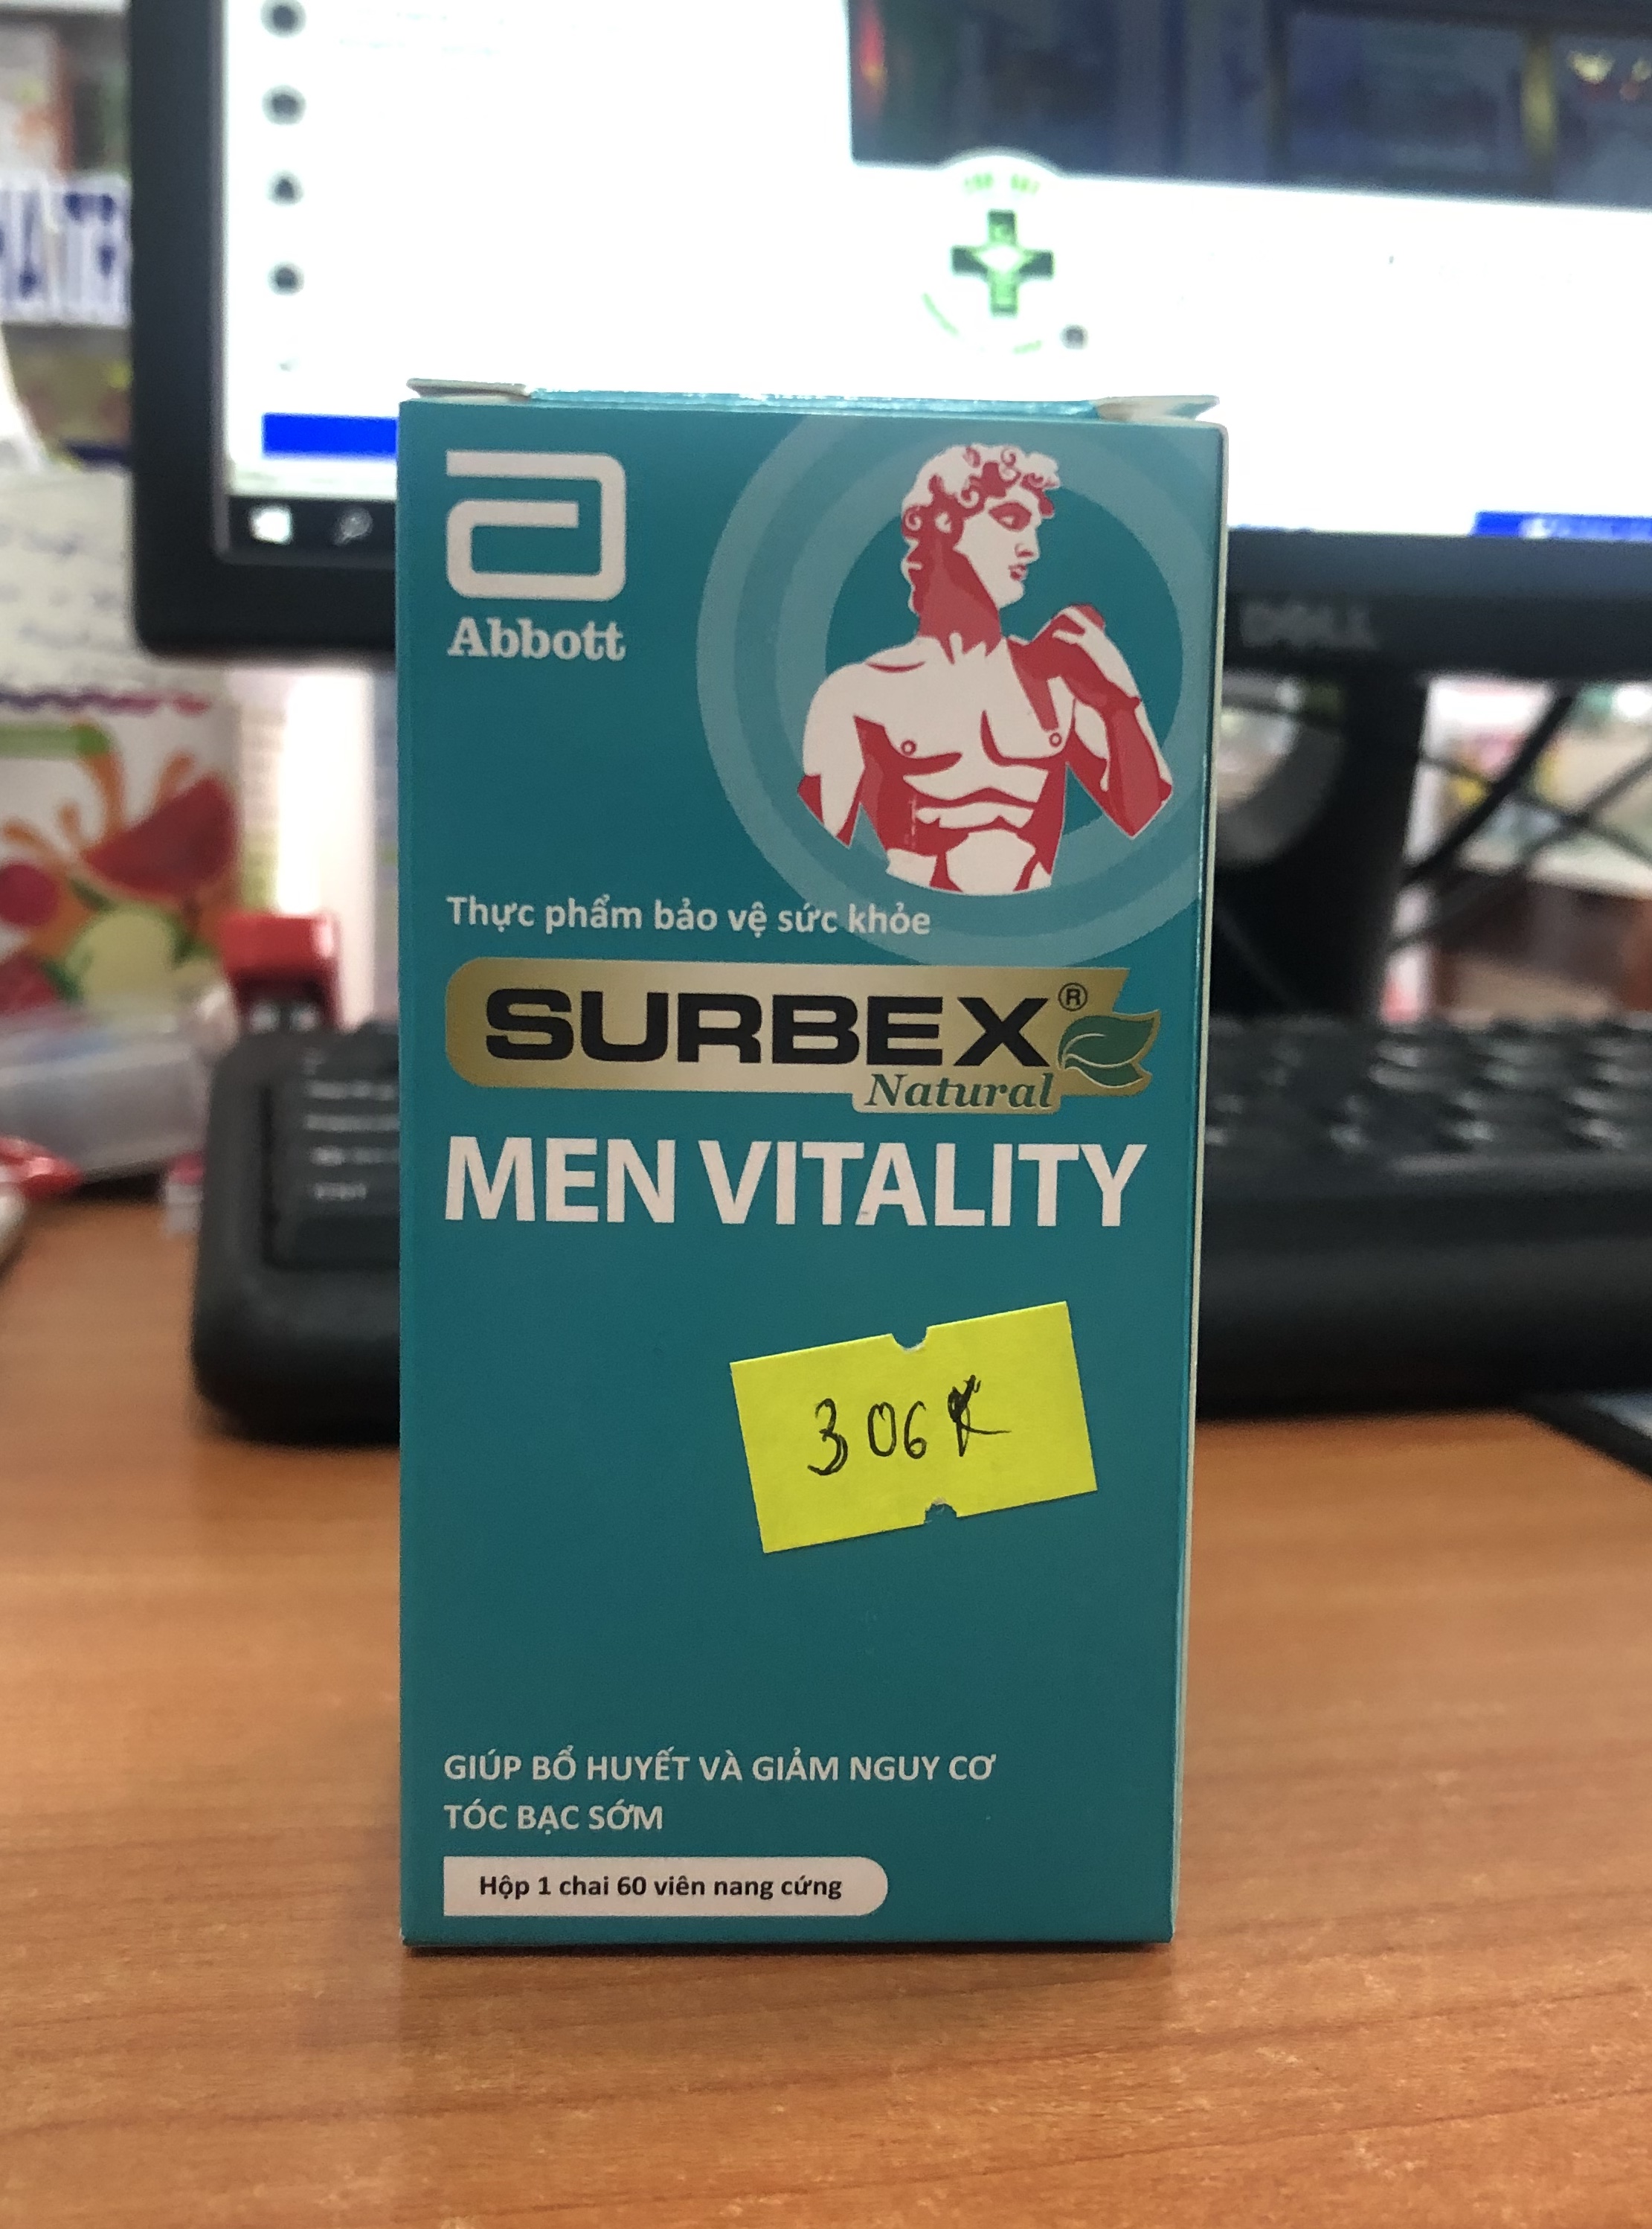 Abbott
Thực phẩm bảo vệ sức khỏe
SURBEX®
Natural
MEN VITALITY
306K
GIÚP BỔ HUYẾT VÀ GIẢM NGUY CƠ
TÓC BẠC SỚM
Hộp 1 chai 60 viên nang cứng
DELL